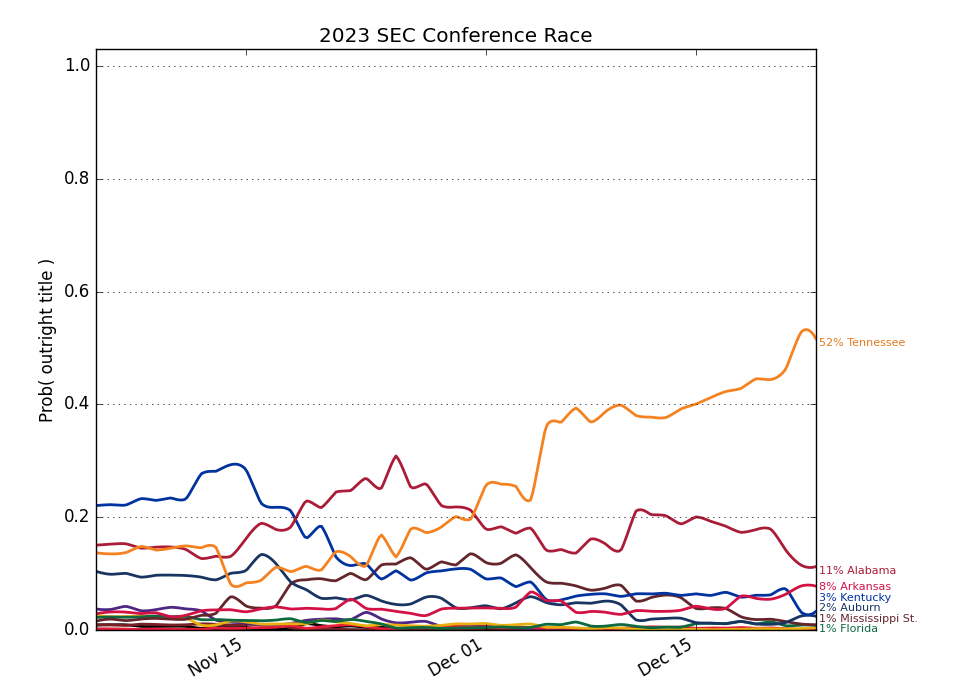 2023 SEC Conference Race
Prob( outright title )
1.0
0.8
0.6
0.4
0.2
0.0
52% Tennessee
11% Alabama
8% Arkansas
3% Kentucky
2% Auburn
1% Mississippi St.
1% Florida
Nov 15
Dec 01
Dec 15